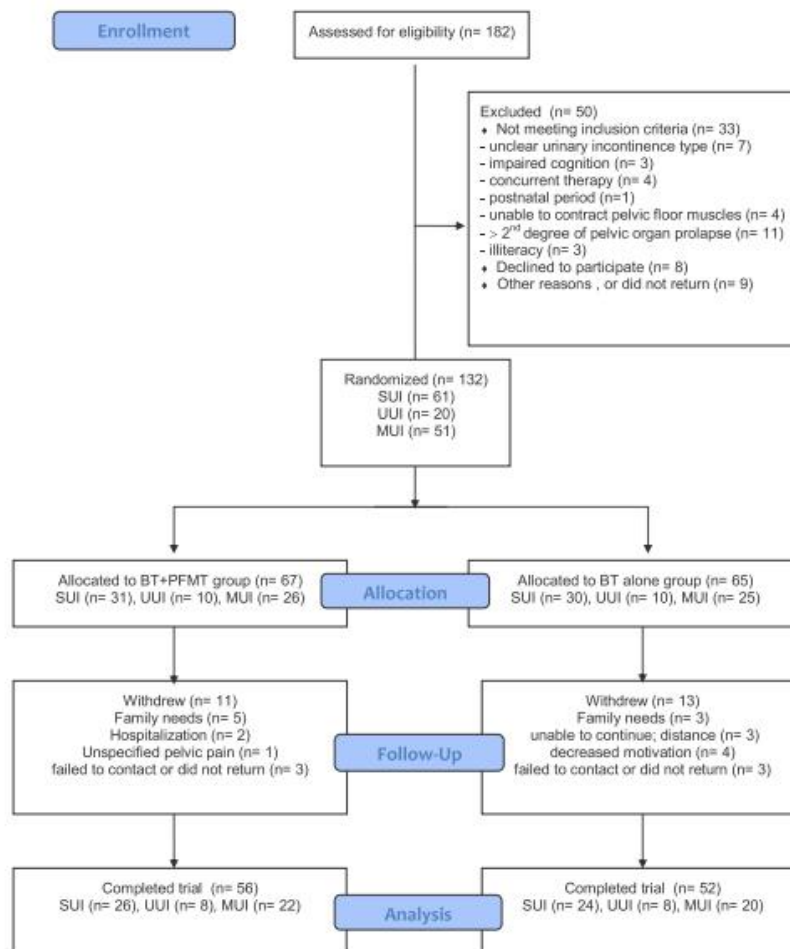 Enrollment
Assessed for eligibility (n= 182)
Excluded (n= 50)
♦ Not meeting inclusion criteria (n= 33)
- unclear urinary incontinence type (n= 7)
- impaired cognition (n= 3)
- concurrent therapy (n= 4)
- postnatal period (n=1)
- unable to contract pelvic floor muscles (n= 4)
- > 2nd degree of pelvic organ prolapse (n= 11)
- illiteracy (n= 3)
♦ Declined to participate (n= 8)
♦ Other reasons , or did not return (n= 9)
Randomized (n= 132)
SUI (n= 61)
UUI (n= 20)
MUI (n= 51)
Allocated to BT+PFMT group (n= 67)
SUI (n= 31), UUI (n= 10), MUI (n= 26)
Allocation
Allocated to BT alone group (n= 65)
SUI (n= 30), UUI (n= 10), MUI (n= 25)
Withdrew (n= 11)
Family needs (n= 5)
Hospitalization (n= 2)
Unspecified pelvic pain (n= 1)
failed to contact or did not return (n= 3)
Follow-Up
Withdrew (n= 13)
Family needs (n= 3)
unable to continue; distance (n= 3)
decreased motivation (n= 4)
failed to contact or did not return (n= 3)
Completed trial (n= 56)
SUI (n= 26), UUI (n= 8), MUI (n= 22)
Analysis
Completed trial (n= 52)
SUI (n= 24), UUI (n= 8), MUI (n= 20)